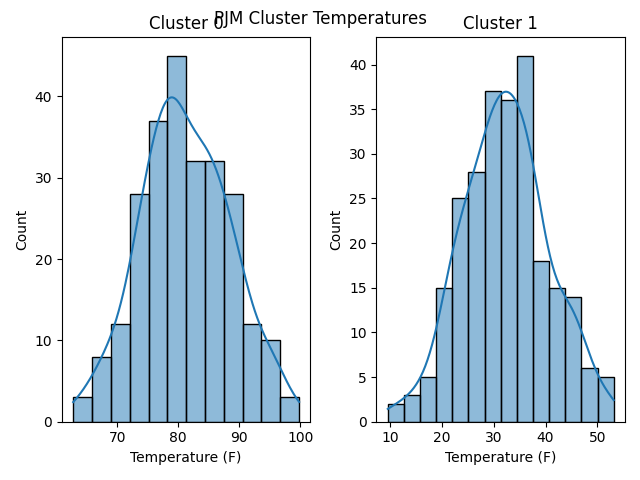 PJM Cluster Temperatures
Cluster 0
Cluster 1
Count
40
30
20
10
0
70 80 90 100
Temperature (F)
Count
40
35
30
25
20
15
10
5
0
10 20 30 40 50
Temperature (F)